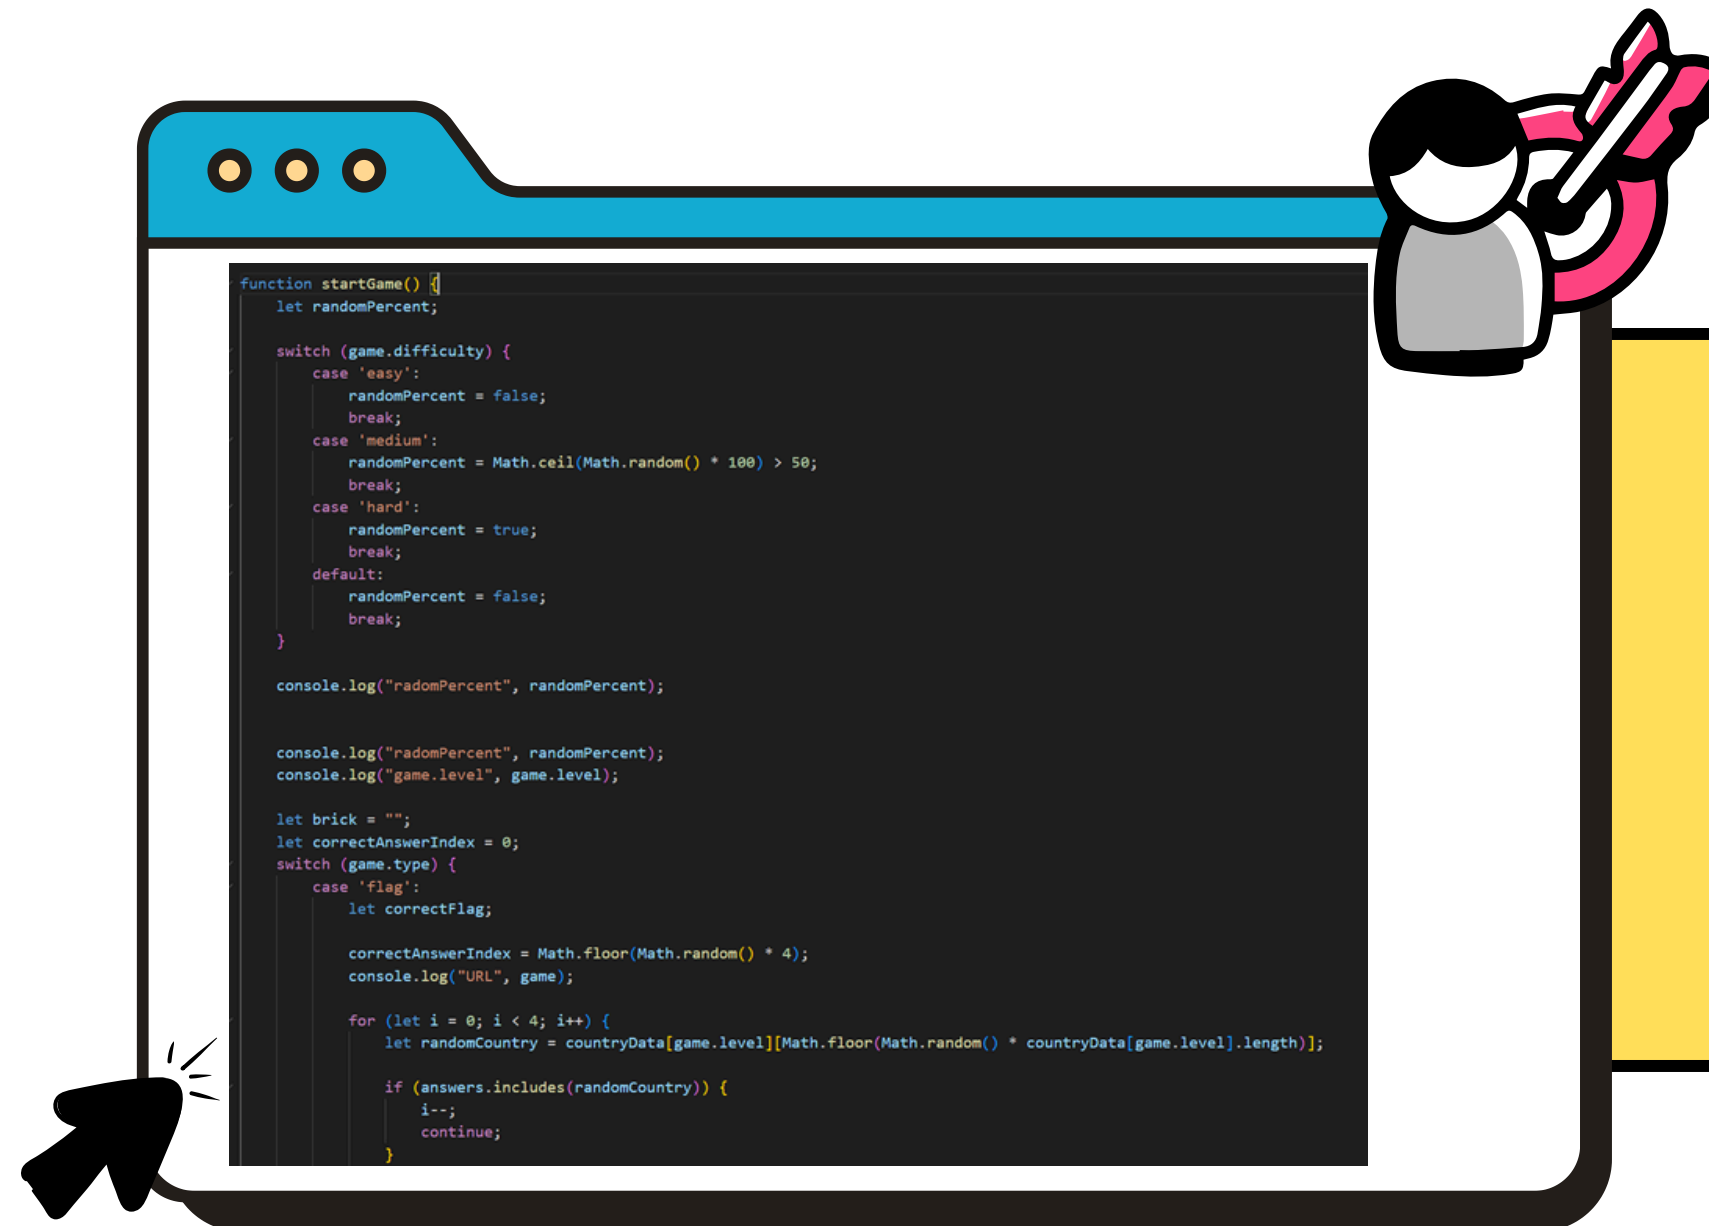 function startGame() {
    let randomPercent;

    switch (game.difficulty) {
        case 'easy':
            randomPercent = false;
            break;
        case 'medium':
            randomPercent = Math.ceil(Math.random() * 100) > 50;
            break;
        case 'hard':
            randomPercent = true;
            break;
        default:
            randomPercent = false;
            break;
    }

    console.log("radomPercent", randomPercent);


    console.log("radomPercent", randomPercent);
    console.log("game.level", game.level);

    let brick = "";
    let correctAnswerIndex = 0;
    switch (game.type) {
        case 'flag':
            let correctFlag;

            correctAnswerIndex = Math.floor(Math.random() * 4);
            console.log("URL", game);

            for (let i = 0; i < 4; i++) {
                let randomCountry = countryData[game.level][Math.floor(Math.random() * countryData[game.level].length)];

                if (answers.includes(randomCountry)) {
                    i--;
                    continue;
                }